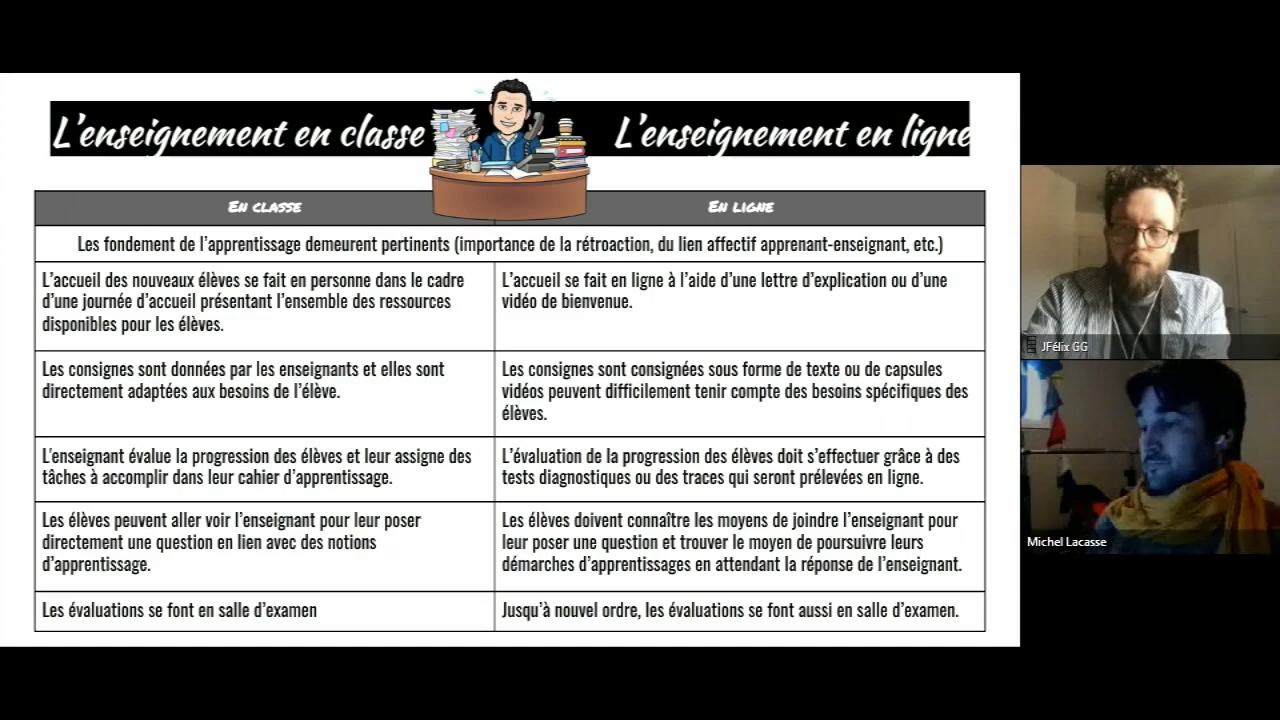 L'enseignement en classe
L'enseignement en ligne
En classe
En ligne
Les fondement de l'apprentissage demeurent pertinents (importance de la rétroaction, du lien affectif apprenant-enseignant, etc.)
L'accueil des nouveaux élèves se fait en personne dans le cadre
d'une journée d'accueil présentant l'ensemble des ressources
disponibles pour les élèves.
L'accueil se fait en ligne à l'aide d'une lettre d'explication ou d'une
vidéo de bienvenue.
Les consignes sont données par les enseignants et elles sont
directement adaptées aux besoins de l'élève.
Les consignes sont consignées sous forme de texte ou de capsules
vidéos peuvent difficilement tenir compte des besoins spécifiques des
élèves.
L'enseignant évalue la progression des élèves et leur assigne des
tâches à accomplir dans leur cahier d'apprentissage.
L'évaluation de la progression des élèves doit s'effectuer grâce à des
tests diagnostiques ou des traces qui seront prélevées en ligne.
Les élèves peuvent aller voir l'enseignant pour leur poser
directement une question en lien avec des notions
d'apprentissage.
Les élèves doivent connaître les moyens de joindre l'enseignant pour
leur poser une question et trouver le moyen de poursuivre leurs
démarches d'apprentissages en attendant la réponse de l'enseignant.
Les évaluations se font en salle d'examen
Jusqu'à nouvel ordre, les évaluations se font aussi en salle d'examen.
JFélix GG
Michel Lacasse